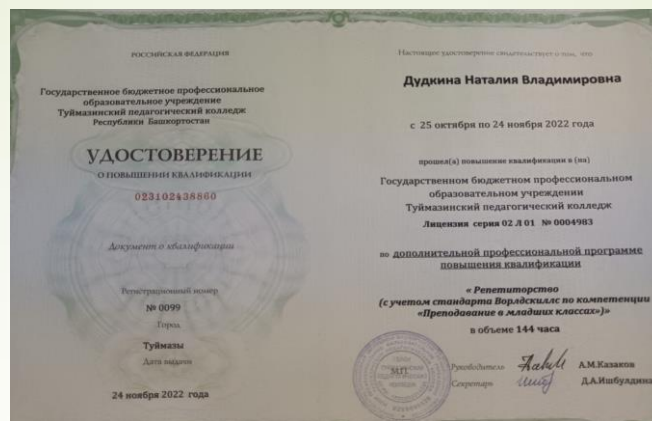 РОССИЙСКАЯ ФЕДЕРАЦИЯ
Государственное бюджетное профессиональное
образовательное учреждение
Туймазинский педагогический колледж
Республики Башкортостан
УДОСТОВЕРЕНИЕ
О ПОВЫШЕНИИ КВАЛИФИКАЦИИ
023102438860
Документ о квалификации
Регистрационный номер
№ 0099
Город
Туймазы
Дата выдачи
24 ноября 2022 года
Настоящее удостоверение свидетельствует о том, что
Дудкина Наталия Владимировна
с 25 октября по 24 ноября 2022 года
прошел(а) повышение квалификации в (на)
Государственном бюджетном профессиональном
образовательном учреждении
Туймазинский педагогический колледж
Лицензия серия 02 Л 01 № 0004983
по дополнительной профессиональной программе
повышения квалификации
« Репетиторство
(с учетом стандарта Ворлдскиллс по компетенции
«Преподавание в младших классах»)»
в объеме 144 часа
М.П.
Руководитель А.М.Казаков
Секретарь Д.А.Ишбулдина